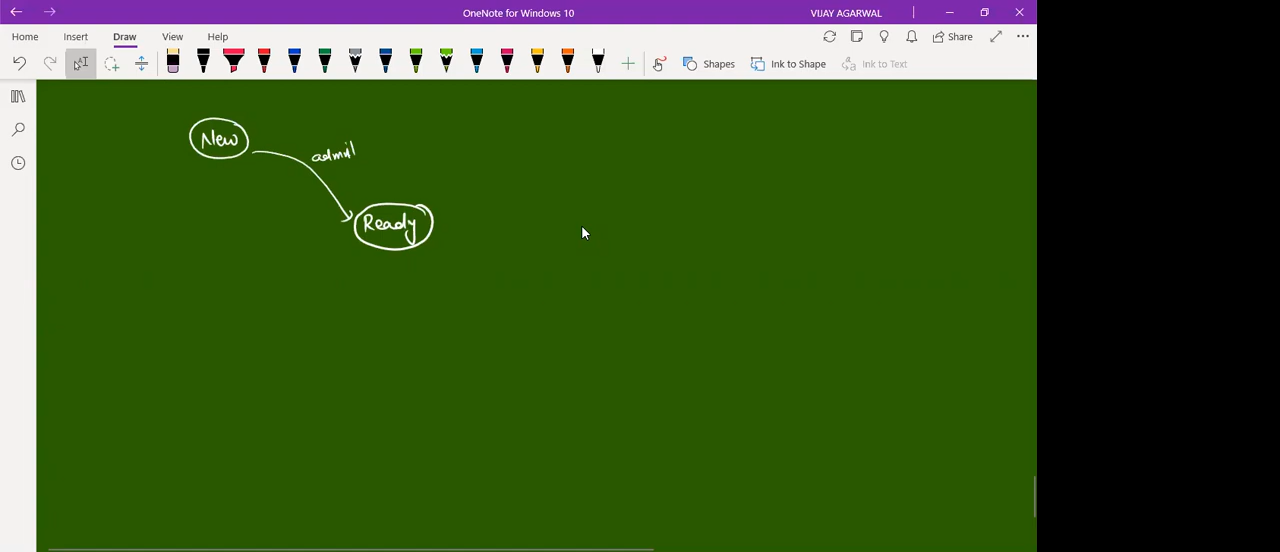 OneNote for Windows 10
VIJAY AGARWAL
Home Insert Draw View Help
Share
Shapes
Ink to Shape
Ink to Text
New
admit
Ready